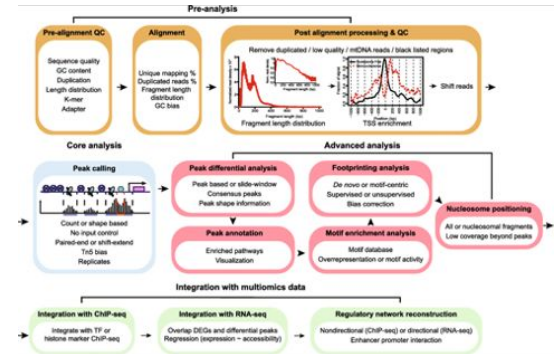 Pre-analysis
Pre-alignment QC
Sequence quality
GC content
Duplication
Length distribution
K-mer
Adapter
Alignment
Unique mapping %
Duplicated reads %
Fragment length
distribution
GC bias
Post alignment processing & QC
Remove duplicated / low quality / mtDNA reads / black listed regions
Fragment length (bp)
Fragment length distribution
Position (bp)
TSS enrichment
Shift reads
Core analysis
Peak calling
Count or shape based
No input control
Paired-end or shift-extend
Tn5 bias
Replicates
Advanced analysis
Peak differential analysis
Peak based or slide-window
Consensus peaks
Peak shape information
Footprinting analysis
De novo or motif-centric
Supervised or unsupervised
Bias correction
Peak annotation
Enriched pathways
Visualization
Motif enrichment analysis
Motif database
Overrepresentation or motif activity
Nucleosome positioning
All or nucleosomal fragments
Low coverage beyond peaks
Integration with multiomics data
Integration with ChIP-seq
Integrate with TF or
histone marker ChIP-seq
Integration with RNA-seq
Overlap DEGs and differential peaks
Regression (expression ~ accessibility)
Regulatory network reconstruction
Nondirectional (ChIP-seq) or directional (RNA-seq)
Enhancer promoter interaction